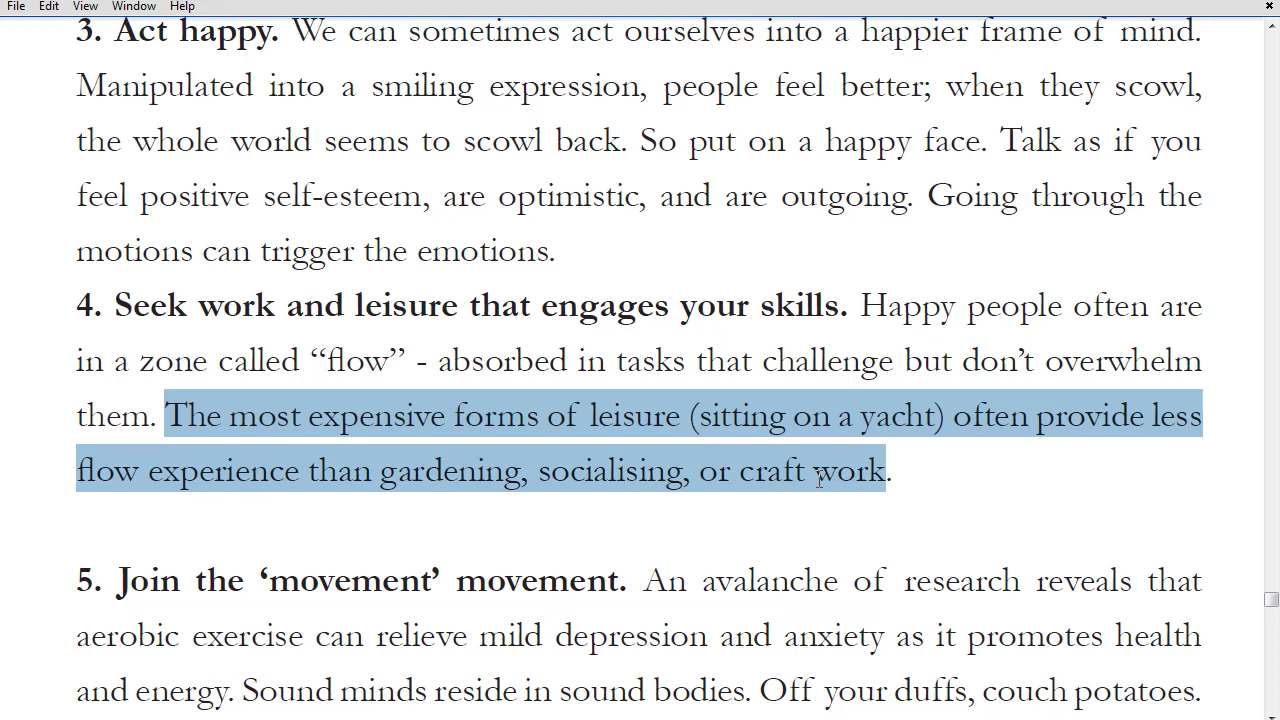 File Edit View Window Help
3. Act happy. We can sometimes act ourselves into a happier frame of mind.
Manipulated into a smiling expression, people feel better; when they scowl,
the whole world seems to scowl back. So put on a happy face. Talk as if you
feel positive self-esteem, are optimistic, and are outgoing. Going through the
motions can trigger the emotions.
4. Seek work and leisure that engages your skills. Happy people often are
in a zone called “flow” - absorbed in tasks that challenge but don’t overwhelm
them. The most expensive forms of leisure (sitting on a yacht) often provide less
flow experience than gardening, socialising, or craft work.
5. Join the ‘movement’ movement. An avalanche of research reveals that
aerobic exercise can relieve mild depression and anxiety as it promotes health
and energy. Sound minds reside in sound bodies. Off your duffs, couch potatoes.